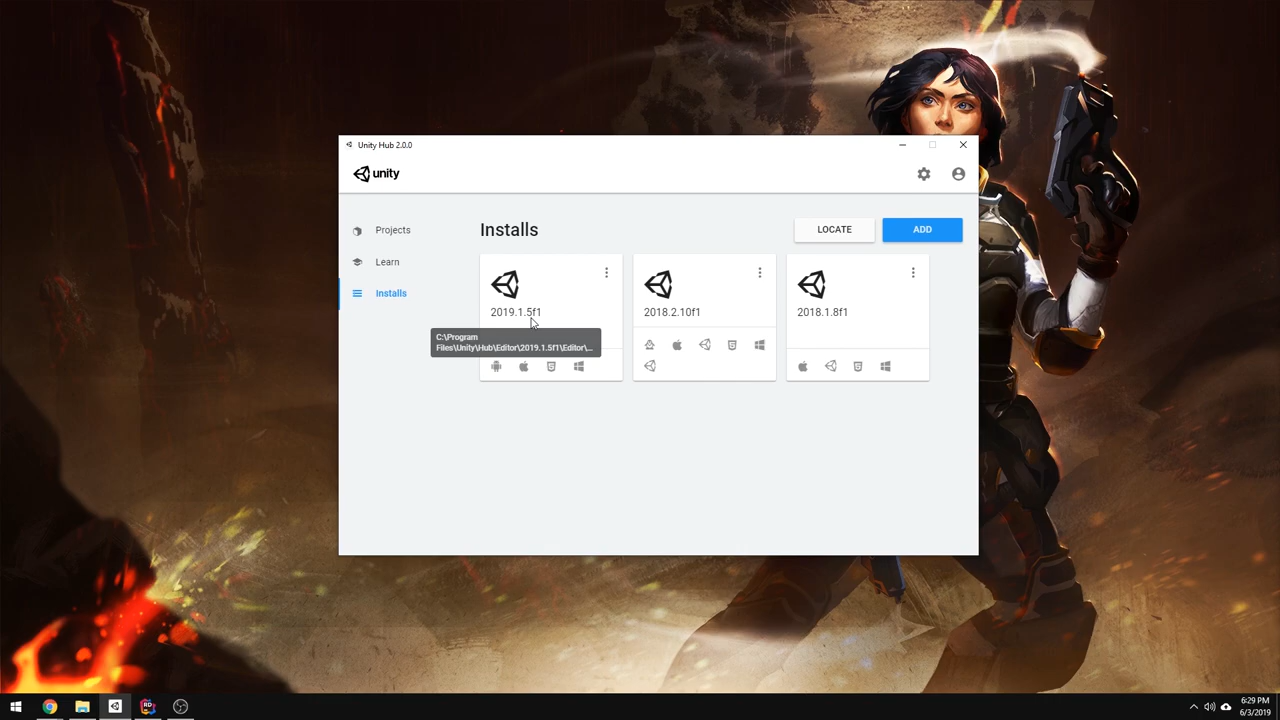 Unity Hub 2.0.0
unity
Projects
Learn
Installs
Installs
LOCATE
ADD
2019.1.5f1
C:\Program
Files\Unity\Hub\Editor\2019.1.5f1\Editor\...
2018.2.10f1
2018.1.8f1
RD
6:29 PM
6/3/2019